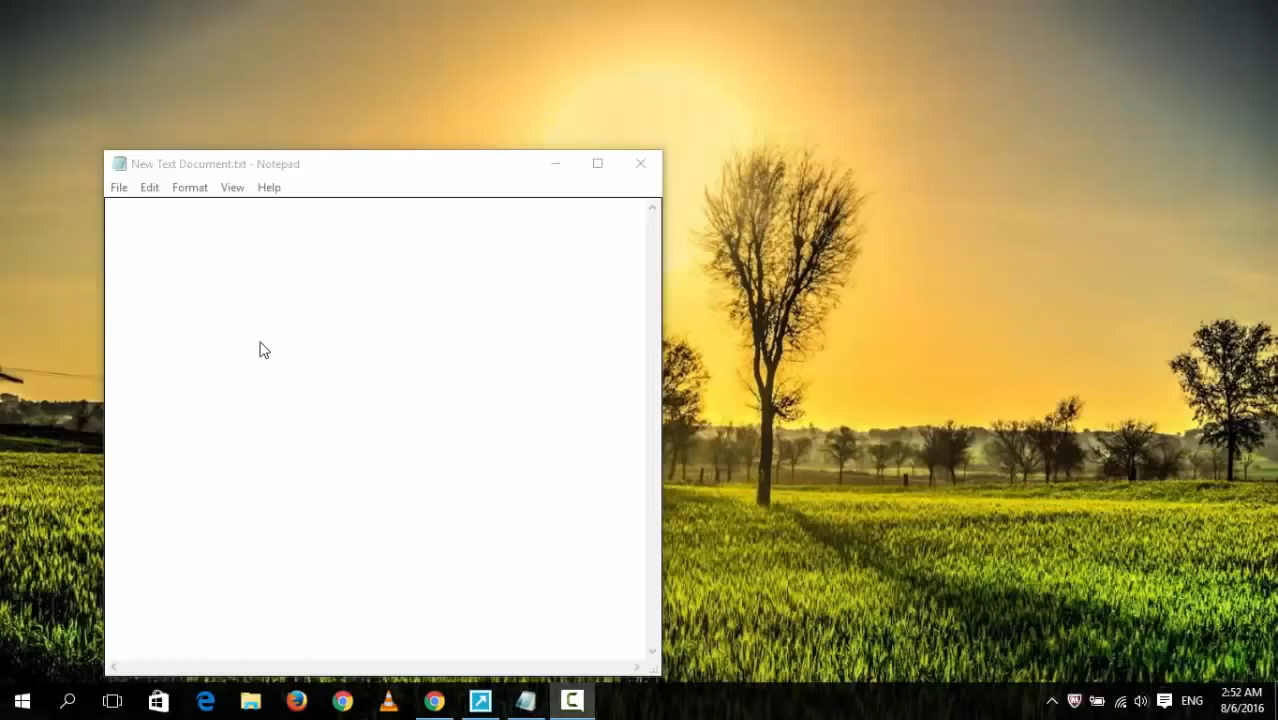 New Text Document.txt - Notepad
File Edit Format View Help
ENG
2:52 AM
8/6/2016